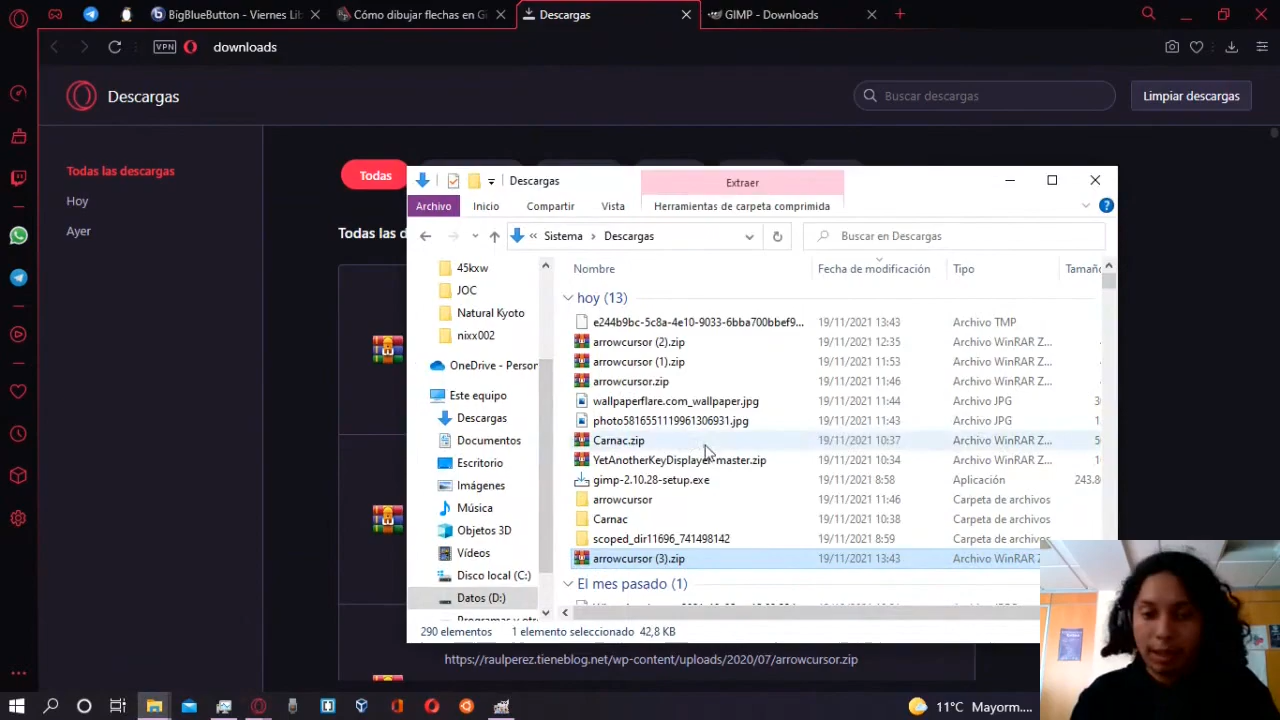 BigBlueButton - Viernes Lib
Cómo dibujar flechas en G
Descargas
GIMP - Downloads
VPN
downloads
Descargas
Buscar descargas
Limpiar descargas
Todas las descargas
Hoy
Ayer
Todas
Todas las d
Descargas
Extraer
Archivo
Inicio
Compartir
Vista
Herramientas de carpeta comprimida
Sistema
Descargas
Buscar en Descargas
45kxw
JOC
Natural Kyoto
nixx002
OneDrive - Person
Este equipo
Descargas
Documentos
Escritorio
Imágenes
Música
Objetos 3D
Vídeos
Disco local (C:)
Datos (D:)
Nombre Fecha de modificación Tipo Tamaño
hoy (13)
e244b9bc-5c8a-4e10-9033-6bba700bbef9... 19/11/2021 13:43 Archivo TMP
arrowcursor (2).zip 19/11/2021 12:35 Archivo WinRAR Z...
arrowcursor (1).zip 19/11/2021 11:53 Archivo WinRAR Z...
arrowcursor.zip 19/11/2021 11:46 Archivo WinRAR Z...
wallpaperflare.com_wallpaper.jpg 19/11/2021 11:44 Archivo JPG
photo5816551119961306931.jpg 19/11/2021 11:43 Archivo JPG
Carnac.zip 19/11/2021 10:37 Archivo WinRAR Z...
YetAnotherKeyDisplayer-master.zip 19/11/2021 10:34 Archivo WinRAR Z...
gimp-2.10.28-setup.exe 19/11/2021 8:58 Aplicación 243.8
arrowcursor 19/11/2021 11:46 Carpeta de archivos
Carnac 19/11/2021 10:38 Carpeta de archivos
scoped_dir11696_741498142 19/11/2021 8:59 Carpeta de archivos
arrowcursor (3).zip 19/11/2021 13:43 Archivo WinRAR Z
El mes pasado (1)
290 elementos 1 elemento seleccionado 42,8 KB
https://raulperez.tieneblog.net/wp-content/uploads/2020/07/arrowcursor.zip
11°C Mayorm...